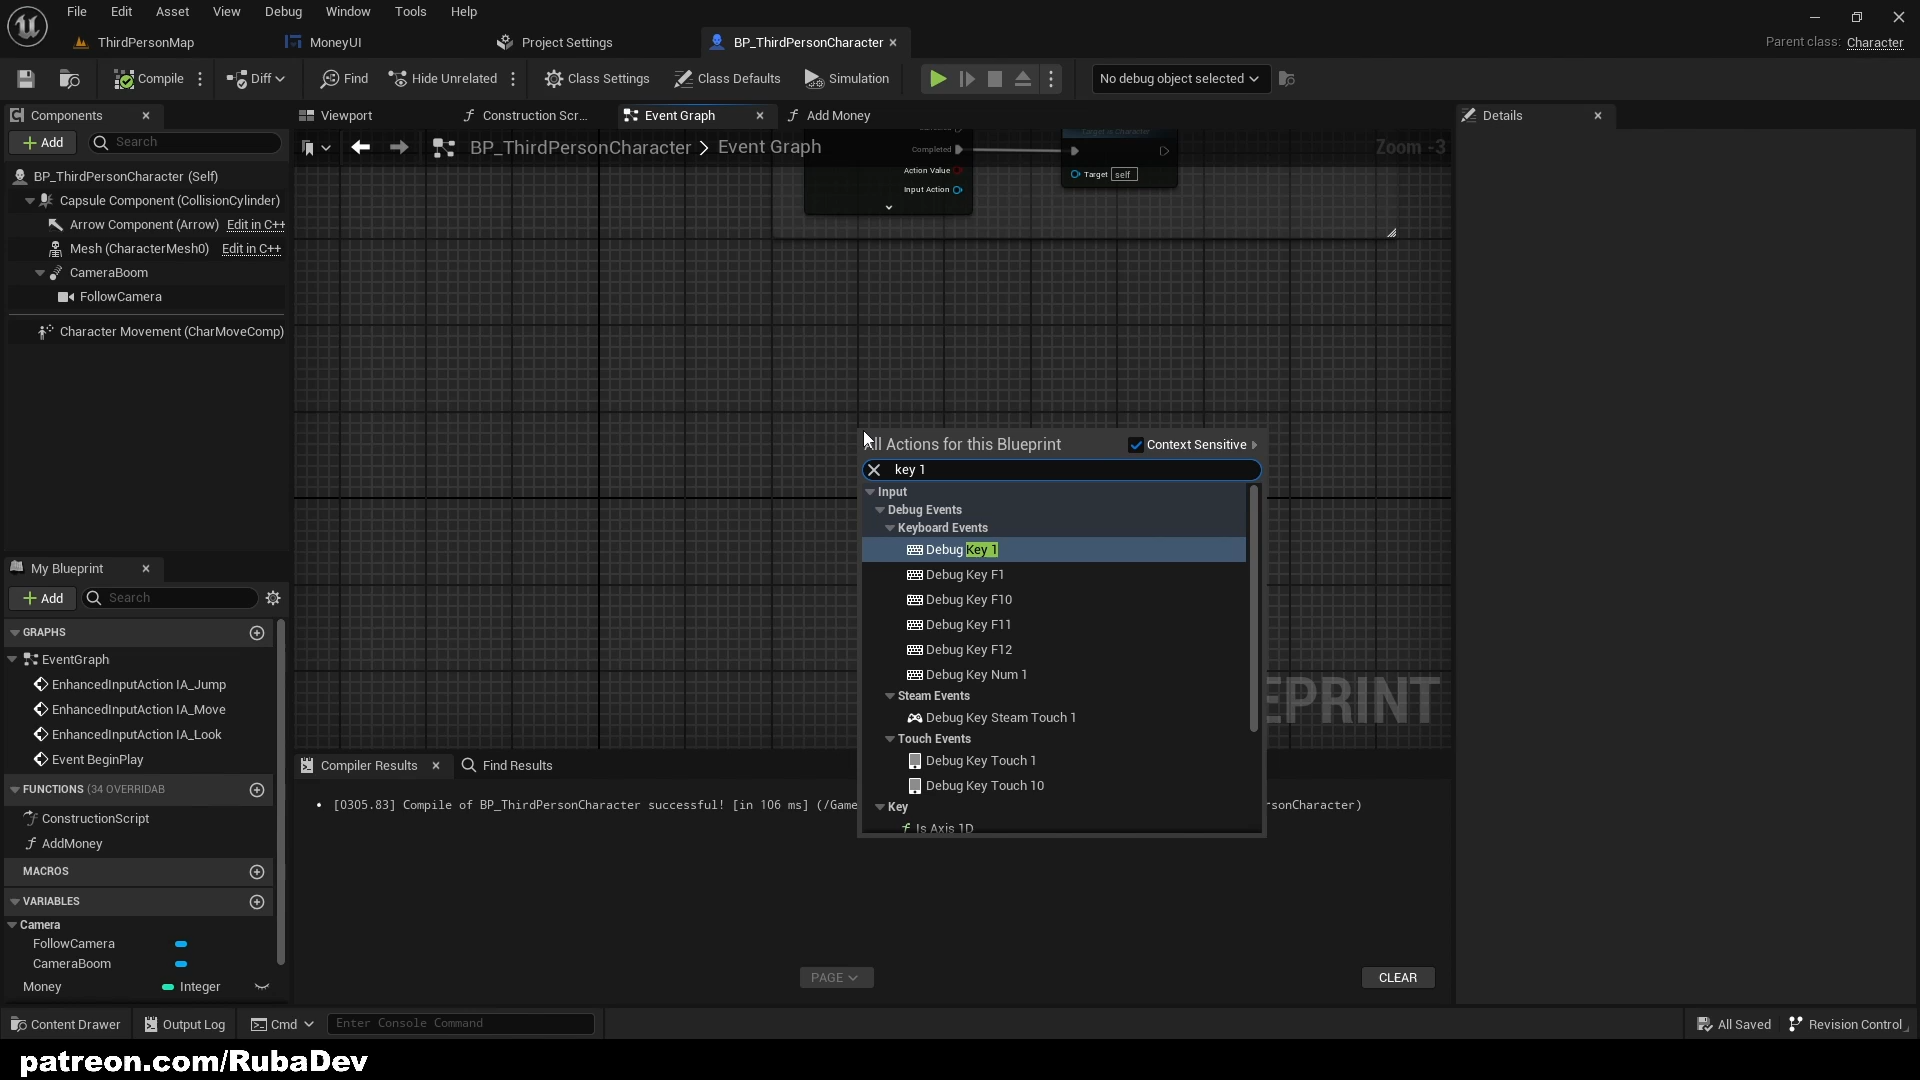 File Edit Asset View Debug Window Tools Help
ThirdPersonMap MoneyUI Project Settings BP_ThirdPersonCharacter Parent class: Character
Compile Diff Find Hide Unrelated Class Settings Class Defaults Simulation No debug object selected
Components Viewport Construction Scr... Event Graph Add Money Details
Add Search
BP_ThirdPersonCharacter > Event Graph Zoom -3
BP_ThirdPersonCharacter (Self)
Capsule Component (CollisionCylinder)
Arrow Component (Arrow) Edit in C++
Mesh (CharacterMesh0) Edit in C++
CameraBoom
FollowCamera
Character Movement (CharMoveComp)
Target is Character
Completed
Action Value
Target self
Input Action
All Actions for this Blueprint Context Sensitive
key 1
Input
Debug Events
Keyboard Events
Debug Key 1
Debug Key F1
Debug Key F10
Debug Key F11
Debug Key F12
Debug Key Num 1
Steam Events
Debug Key Steam Touch 1
Touch Events
Debug Key Touch 1
Debug Key Touch 10
Key
Is Axis 1D
EPRINT
My Blueprint
Add Search
GRAPHS
EventGraph
EnhancedInputAction IA_Jump
EnhancedInputAction IA_Move
EnhancedInputAction IA_Look
Event BeginPlay
FUNCTIONS (34 OVERRIDAB
ConstructionScript
AddMoney
MACROS
VARIABLES
Camera
FollowCamera
CameraBoom
Money Integer
Compiler Results Find Results
[0305.83] Compile of BP_ThirdPersonCharacter successful! [in 106 ms] (/Game rsonCharacter)
PAGE CLEAR
Content Drawer Output Log Cmd Enter Console Command All Saved Revision Control
patreon.com/RubaDev